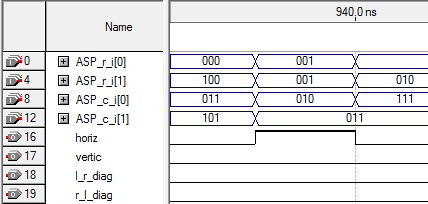 Name 940,0 ns
0 ASP_r_i[0] 000 001
4 ASP_r_i[1] 100 001 010
8 ASP_c_i[0] 011 010 111
12 ASP_c_i[1] 101 011
16 horiz
17 vertic
18 l_r_diag
19 r_l_diag